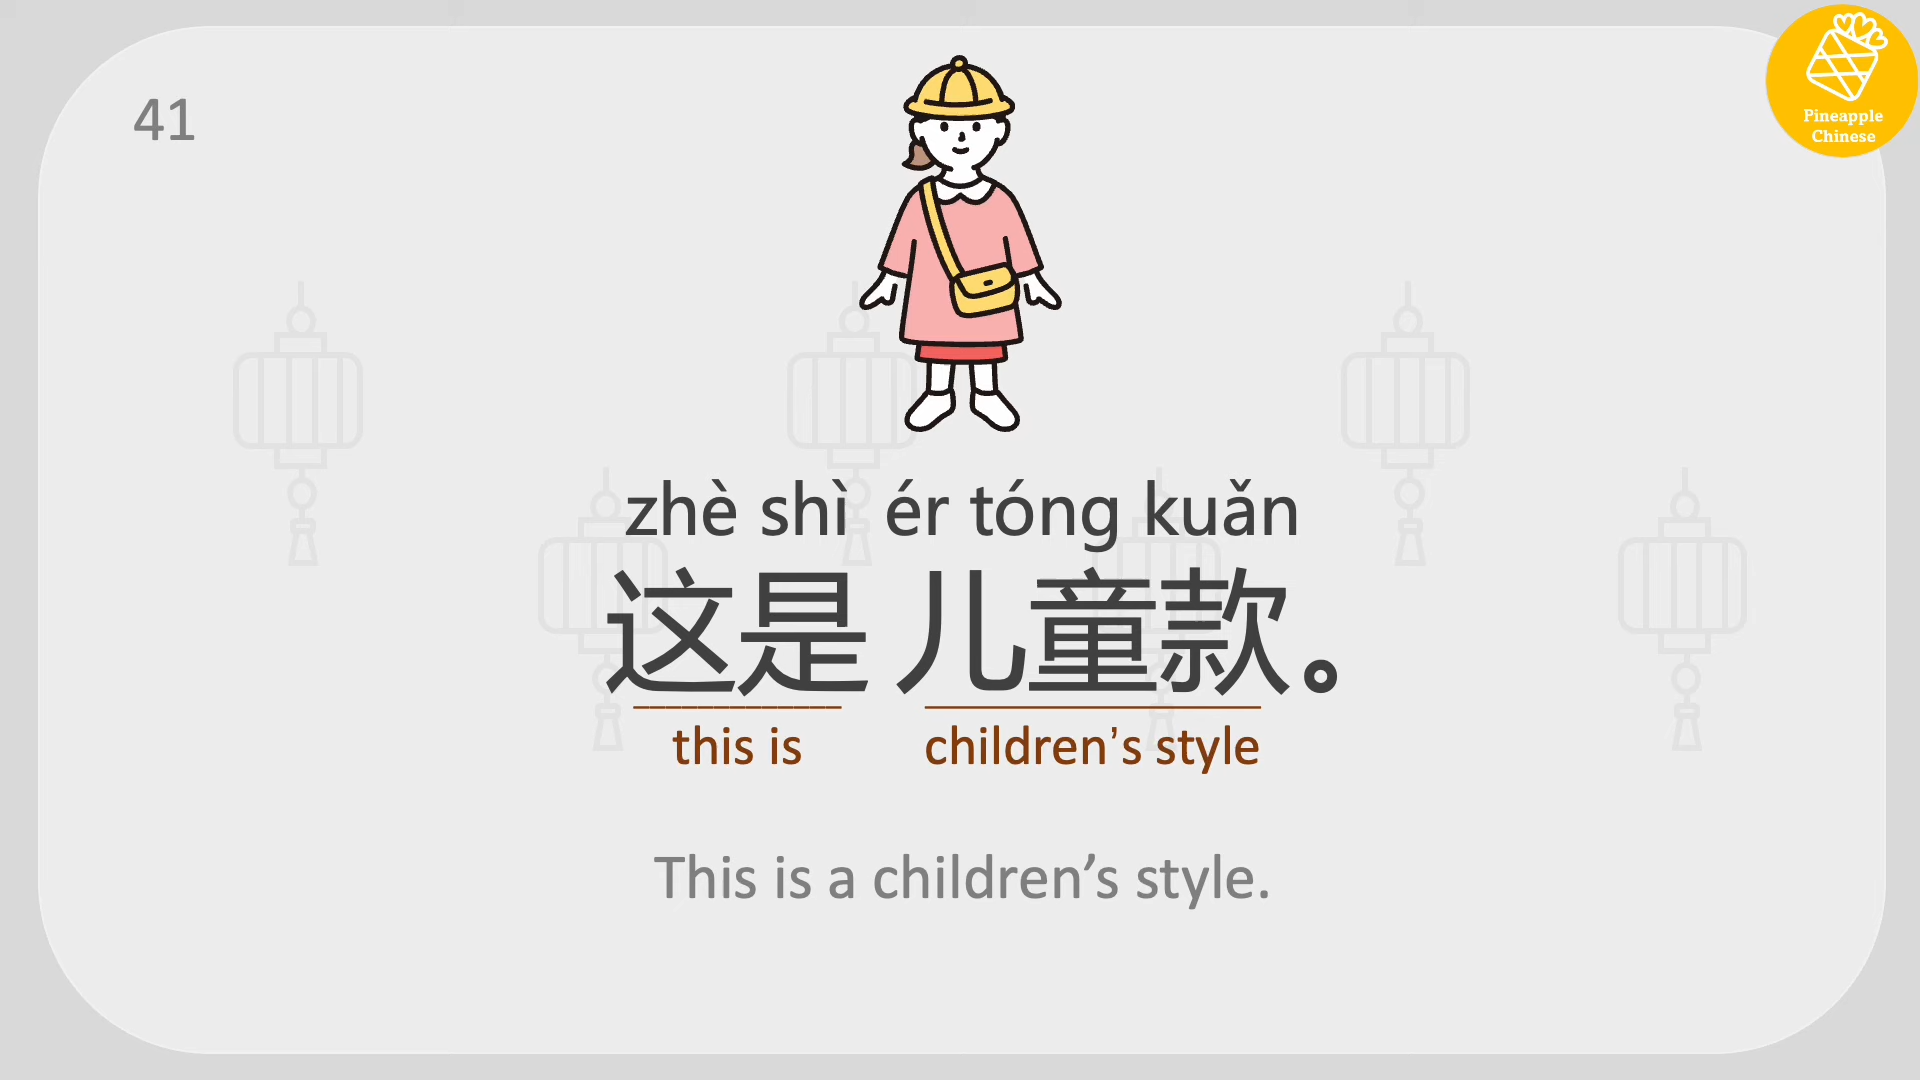 41
Pineapple
Chinese
zhè shì ér tóng kuǎn
这是 儿童款。
this is children's style
This is a children’s style.